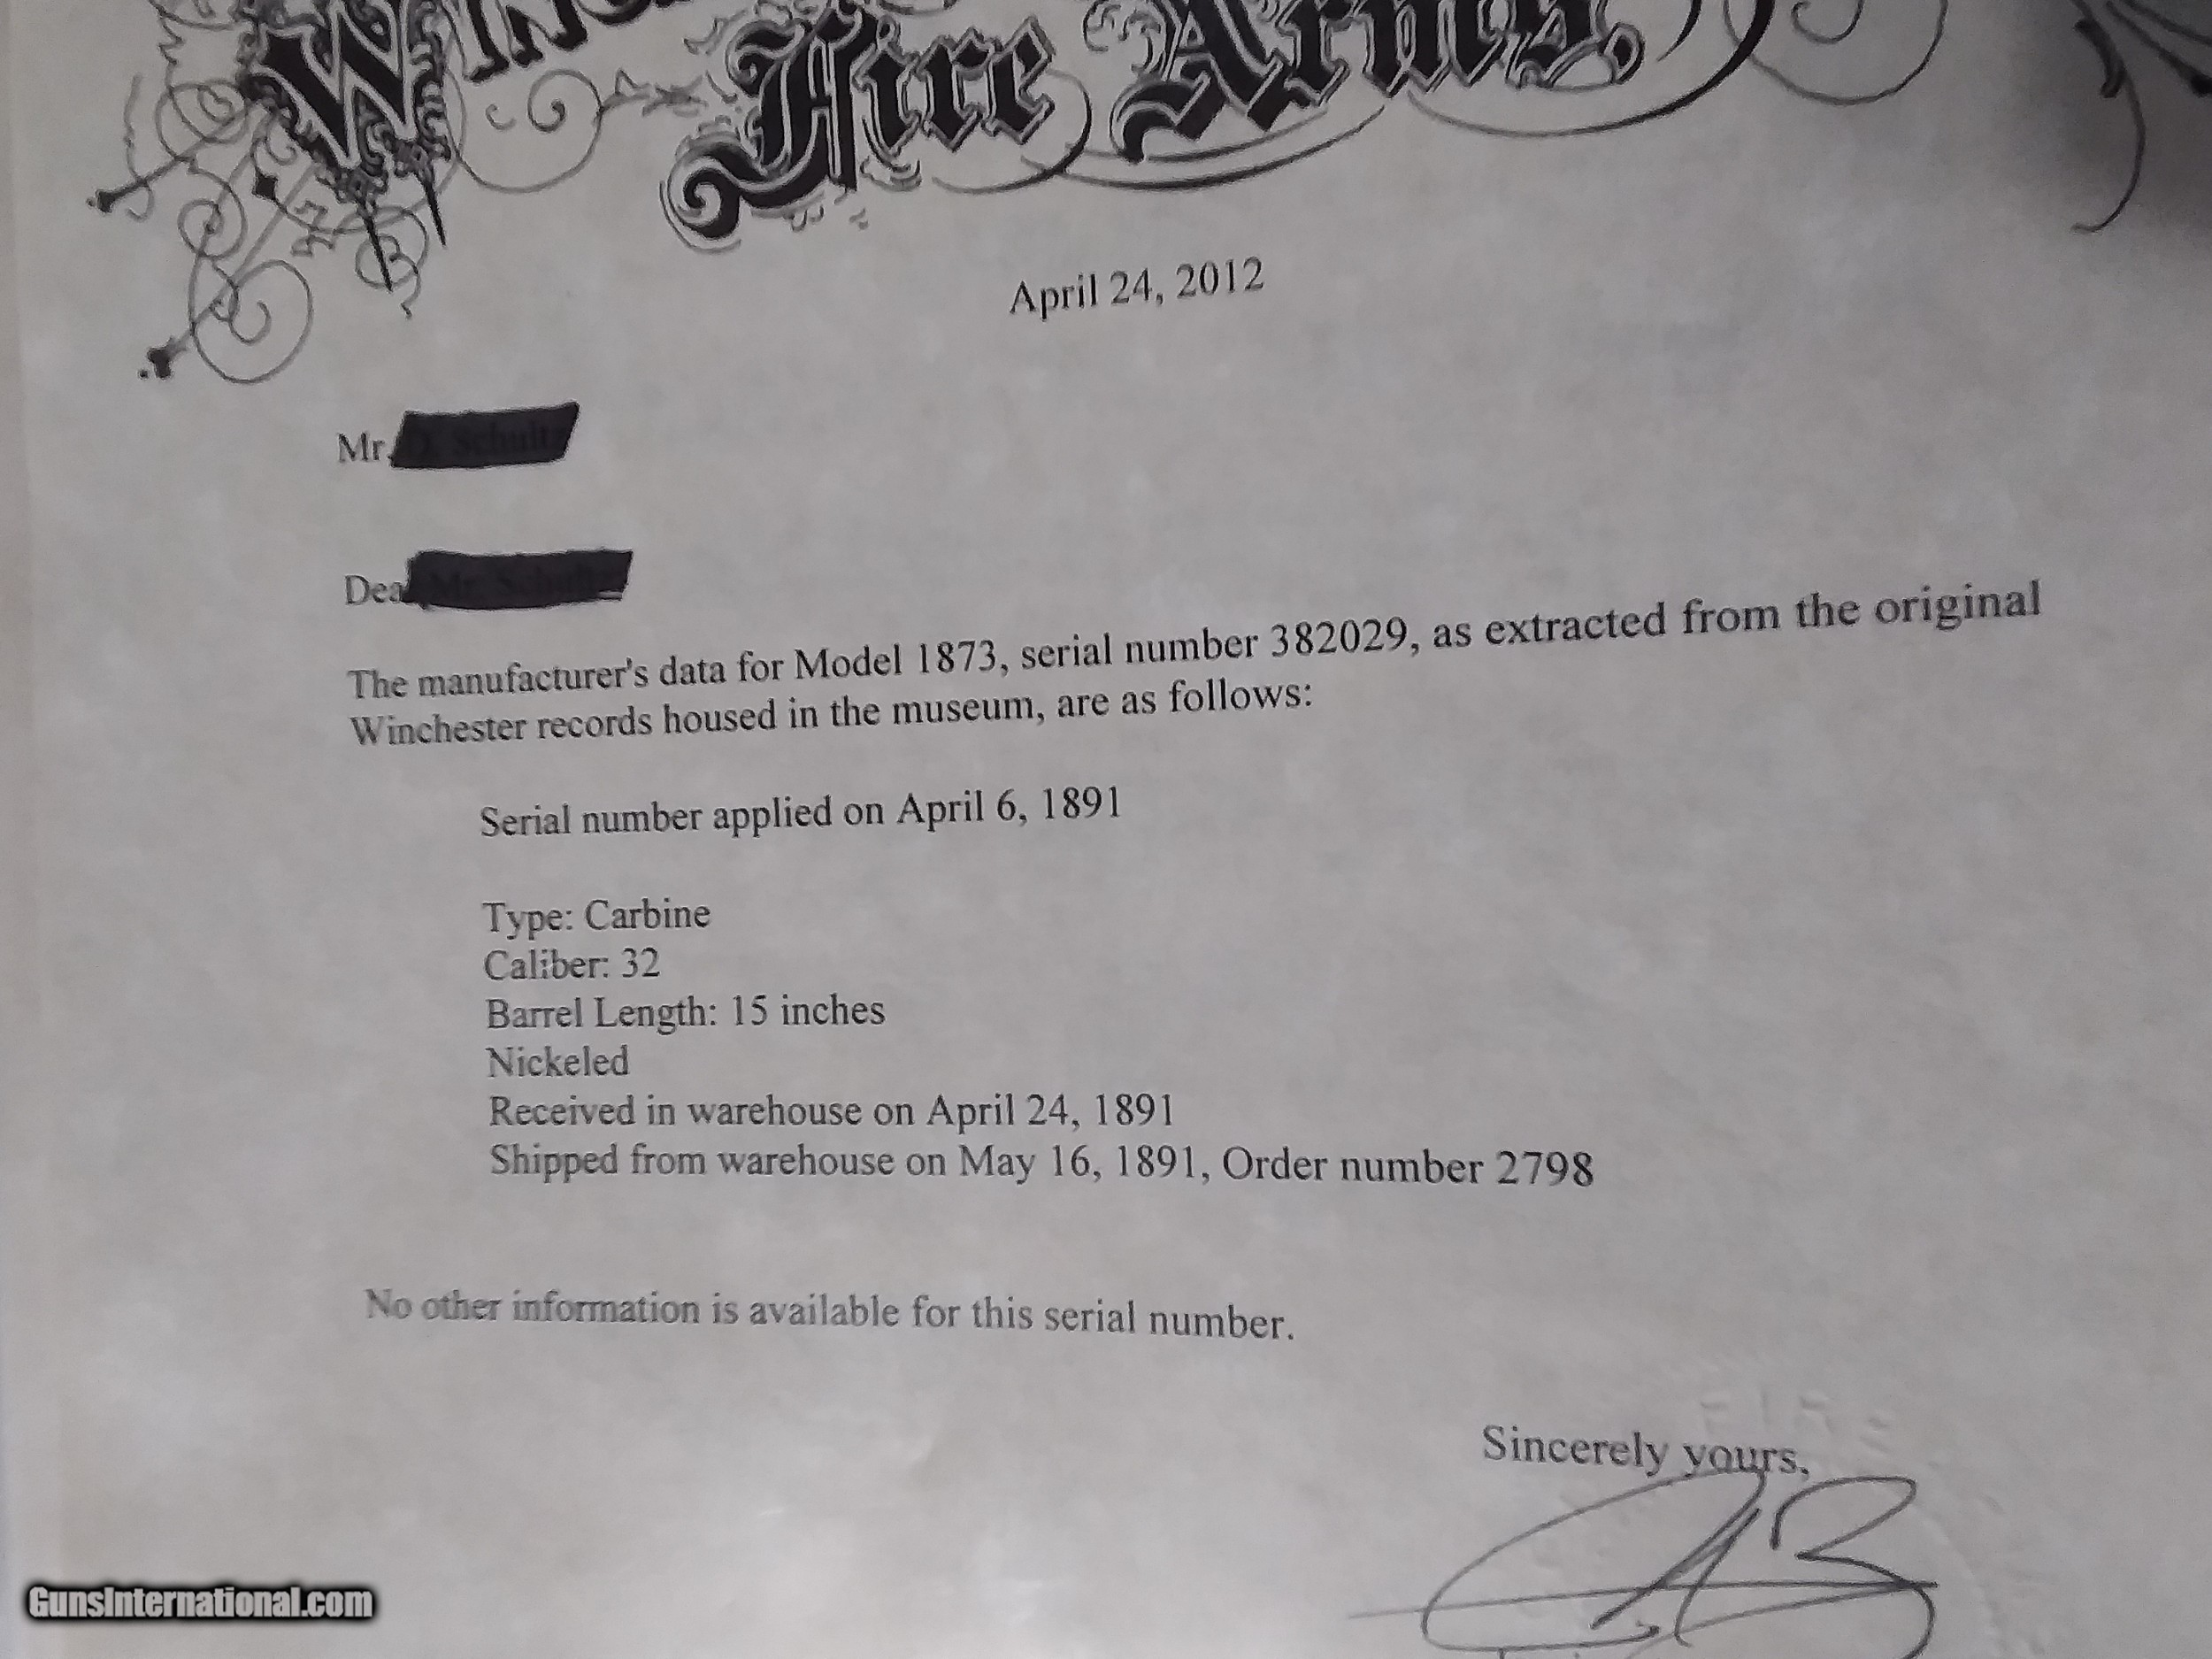 Fire Arms,
April 24, 2012
Mr.
Dea
The manufacturer's data for Model 1873, serial number 382029, as extracted from the original
Winchester records housed in the museum, are as follows:
Serial number applied on April 6, 1891
Type: Carbine
Caliber: 32
Barrel Length: 15 inches
Nickeled
Received in warehouse on April 24, 1891
Shipped from warehouse on May 16, 1891, Order number 2798
No other information is available for this serial number.
Sincerely yours,
GunsInternational.com